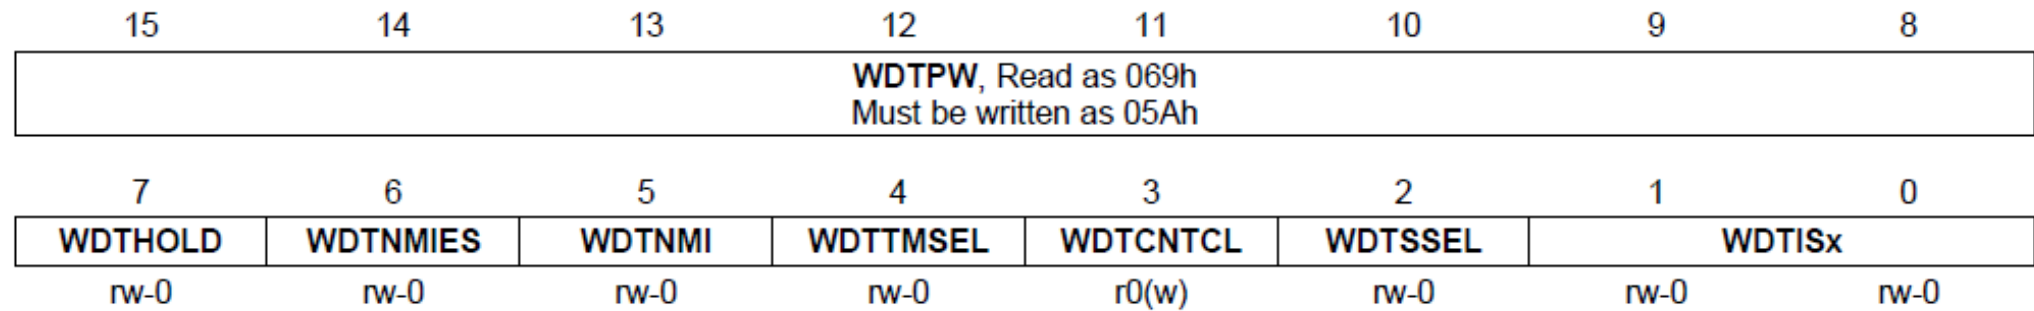 15 14 13 12 11 10 9 8
WDTPW, Read as 069h
Must be written as 05Ah
7 6 5 4 3 2 1 0
WDTHOLD WDTNMIES WDTNMI WDTTMSEL WDTCNTCL WDTSSEL WDTISx
rw-0 rw-0 rw-0 rw-0 r0(w) rw-0 rw-0 rw-0